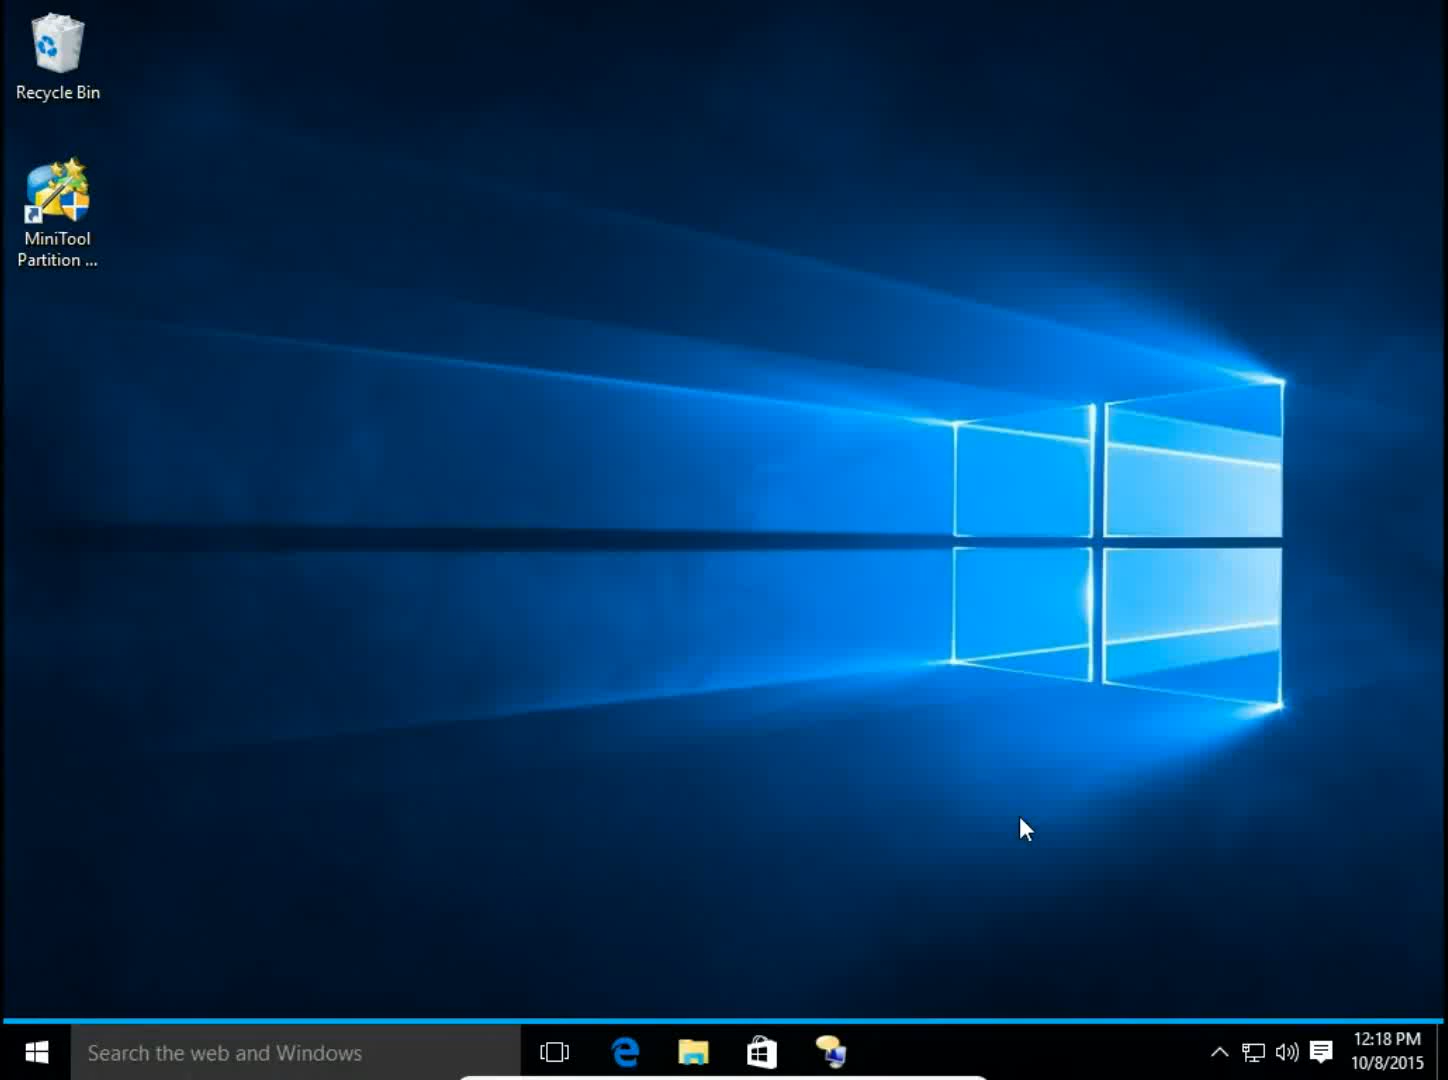 Recycle Bin
MiniTool
Partition ...
Search the web and Windows
12:18 PM
10/8/2015